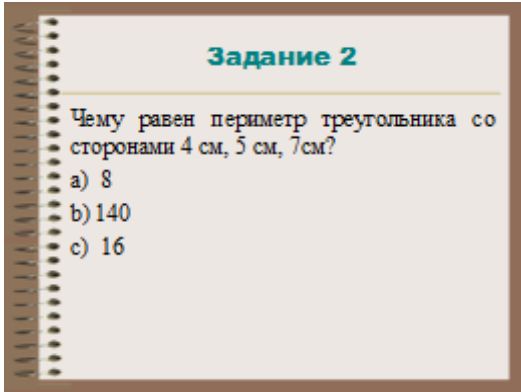 Задание 2
Чему равен периметр треугольника со
сторонами 4 см, 5 см, 7см?
a) 8
b) 140
c) 16